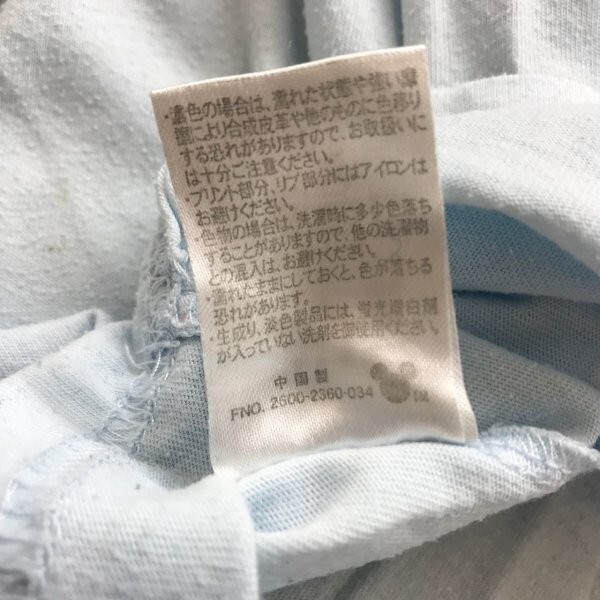 ・濃色の場合は、濡れた状態や強い摩
擦により合成皮革や他のものに色移り
する恐れがありますので、お取扱いに
は十分ご注意ください。
・プリント部分、リブ部分にはアイロンは
お避けください。
・色物の場合は、洗濯時に多少色落ち
することがありますので、他の洗濯物
との混入は、お避けください。
・濡れたままにしておくと、色が落ちる
恐れがあります。
・生成り、淡色製品には、蛍光増白剤
が入っていない洗剤を御使用ください。
中国製
FNO. 2600-2360-034
TM